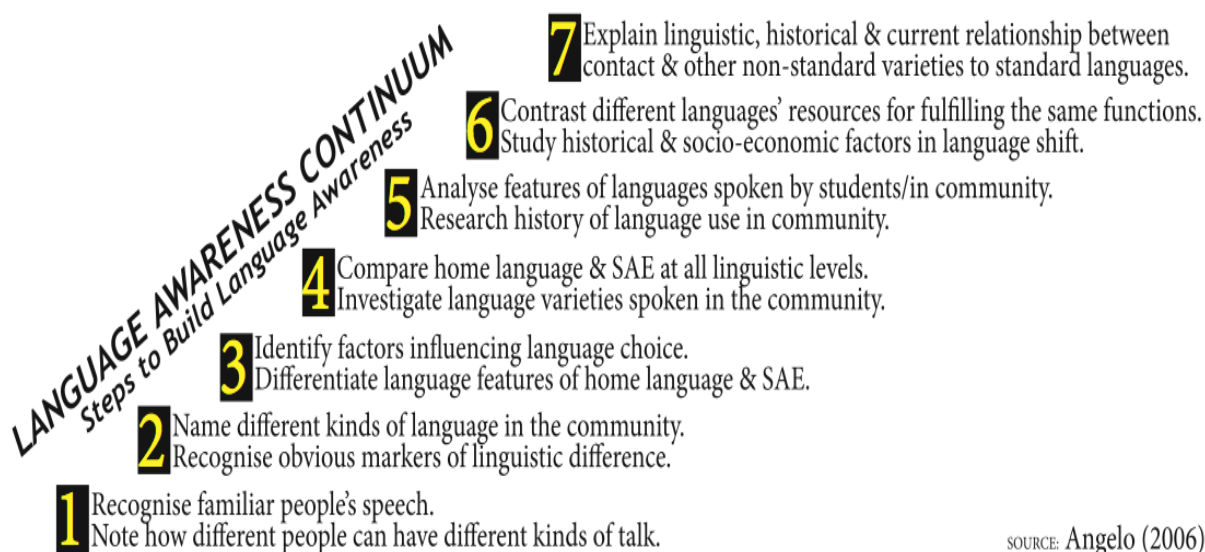 LANGUAGE AWARENESS CONTINUUM
Steps to Build Language Awareness
7 Explain linguistic, historical & current relationship between
contact & other non-standard varieties to standard languages.
6 Contrast different languages’ resources for fulfilling the same functions.
Study historical & socio-economic factors in language shift.
5 Analyse features of languages spoken by students/in community.
Research history of language use in community.
4 Compare home language & SAE at all linguistic levels.
Investigate language varieties spoken in the community.
3 Identify factors influencing language choice.
Differentiate language features of home language & SAE.
2 Name different kinds of language in the community.
Recognise obvious markers of linguistic difference.
1 Recognise familiar people’s speech.
Note how different people can have different kinds of talk.
SOURCE: Angelo (2006)